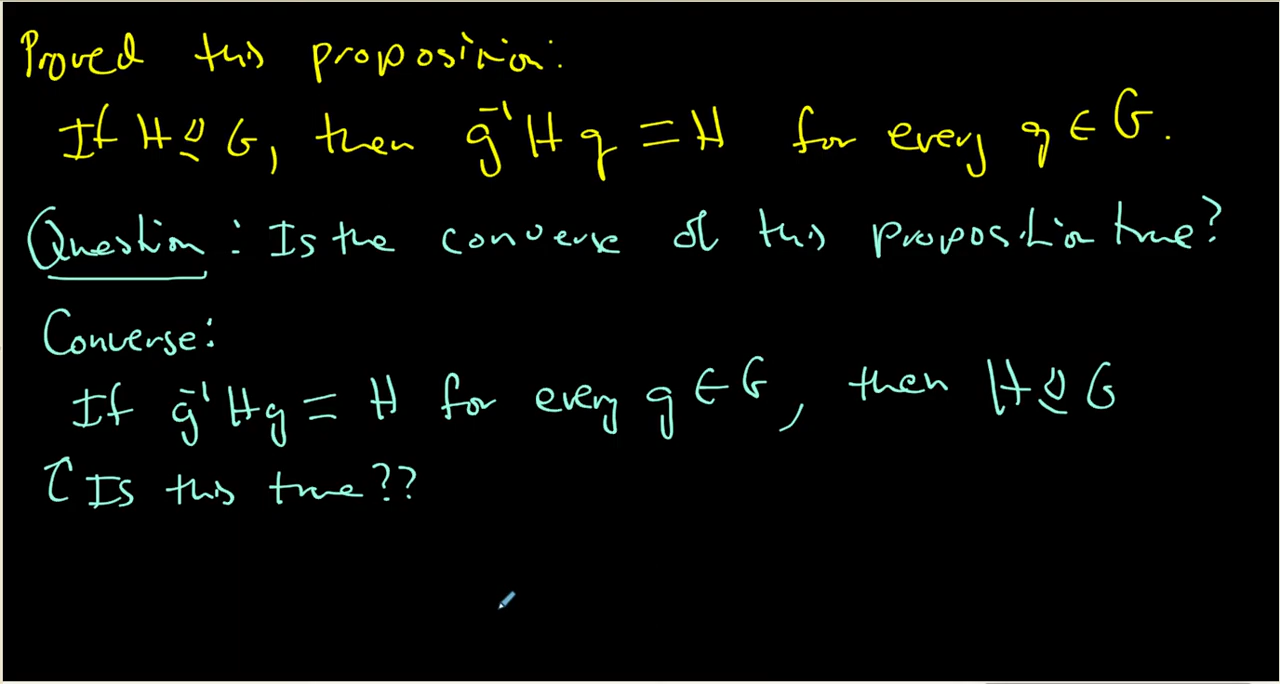 Proved this proposition:
If H ⊴ G, then g⁻¹Hg = H for every g ∈ G.
Question: Is the converse of this proposition true?
Converse:
If g⁻¹Hg = H for every g ∈ G, then H ⊴ G
↑ Is this true??